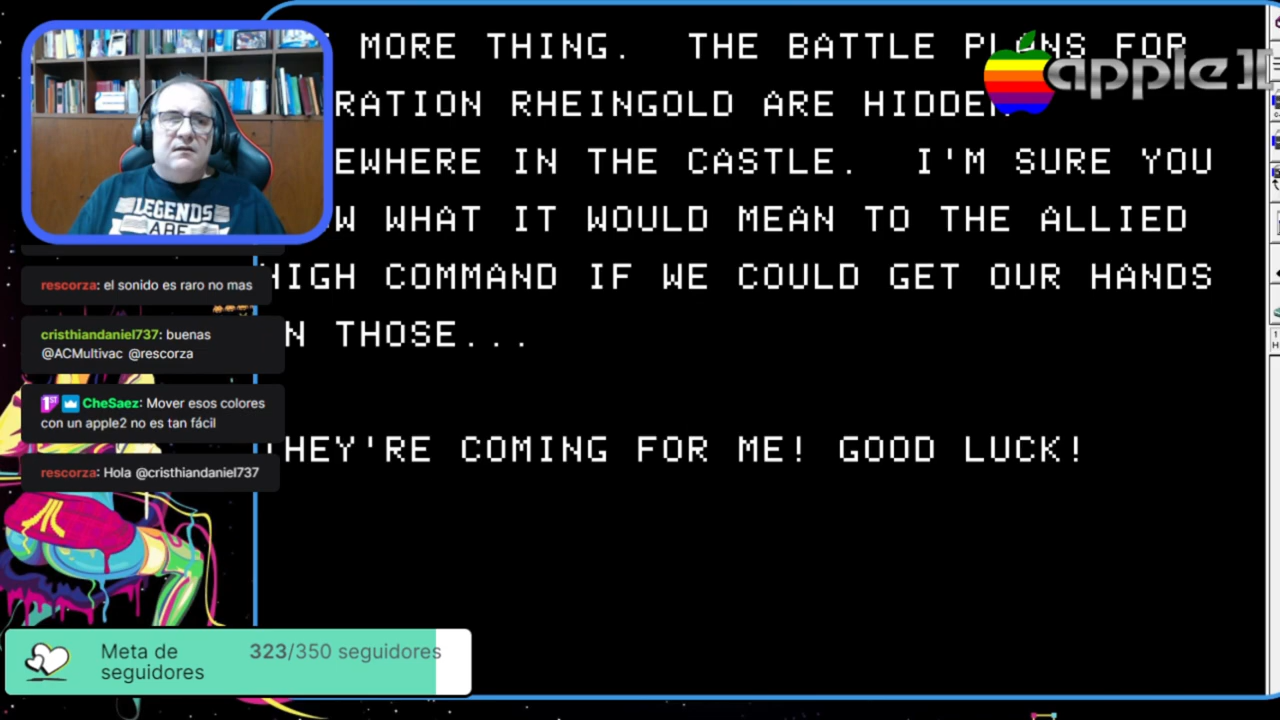 MORE THING. THE BATTLE PLANS FOR
RATION RHEINGOLD ARE HIDDEN
EWHERE IN THE CASTLE. I'M SURE YOU
W WHAT IT WOULD MEAN TO THE ALLIED
HIGH COMMAND IF WE COULD GET OUR HANDS
N THOSE...
THEY'RE COMING FOR ME! GOOD LUCK!
apple ][
LEGENDS
ARE
rescorza: el sonido es raro no mas
cristhiandaniel737: buenas
@ACMultivac @rescorza
1ST CheSaez: Mover esos colores
con un apple2 no es tan fácil
rescorza: Hola @cristhiandaniel737
Meta de
seguidores
323/350 seguidores